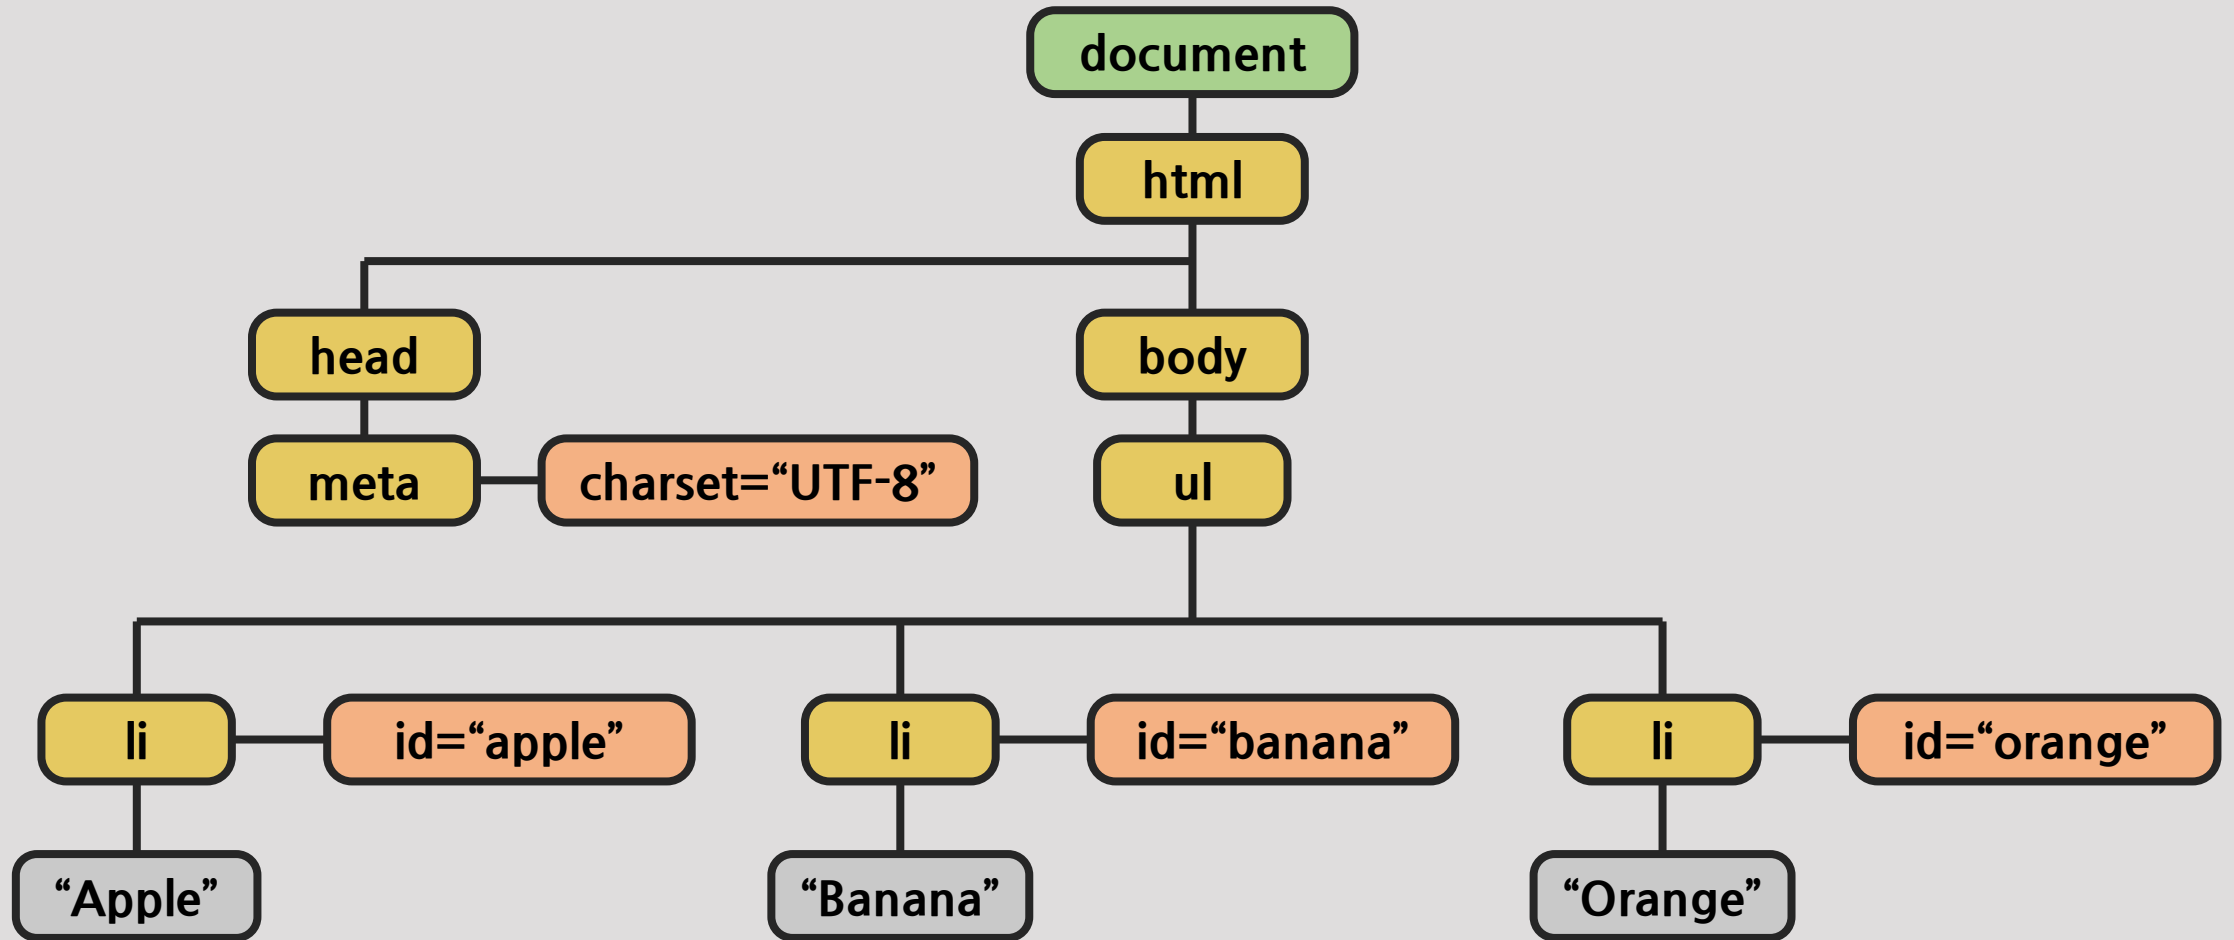 document
html
head
body
meta
charset=“UTF-8”
ul
li
id=“apple”
li
id=“banana”
li
id=“orange”
“Apple”
“Banana”
“Orange”